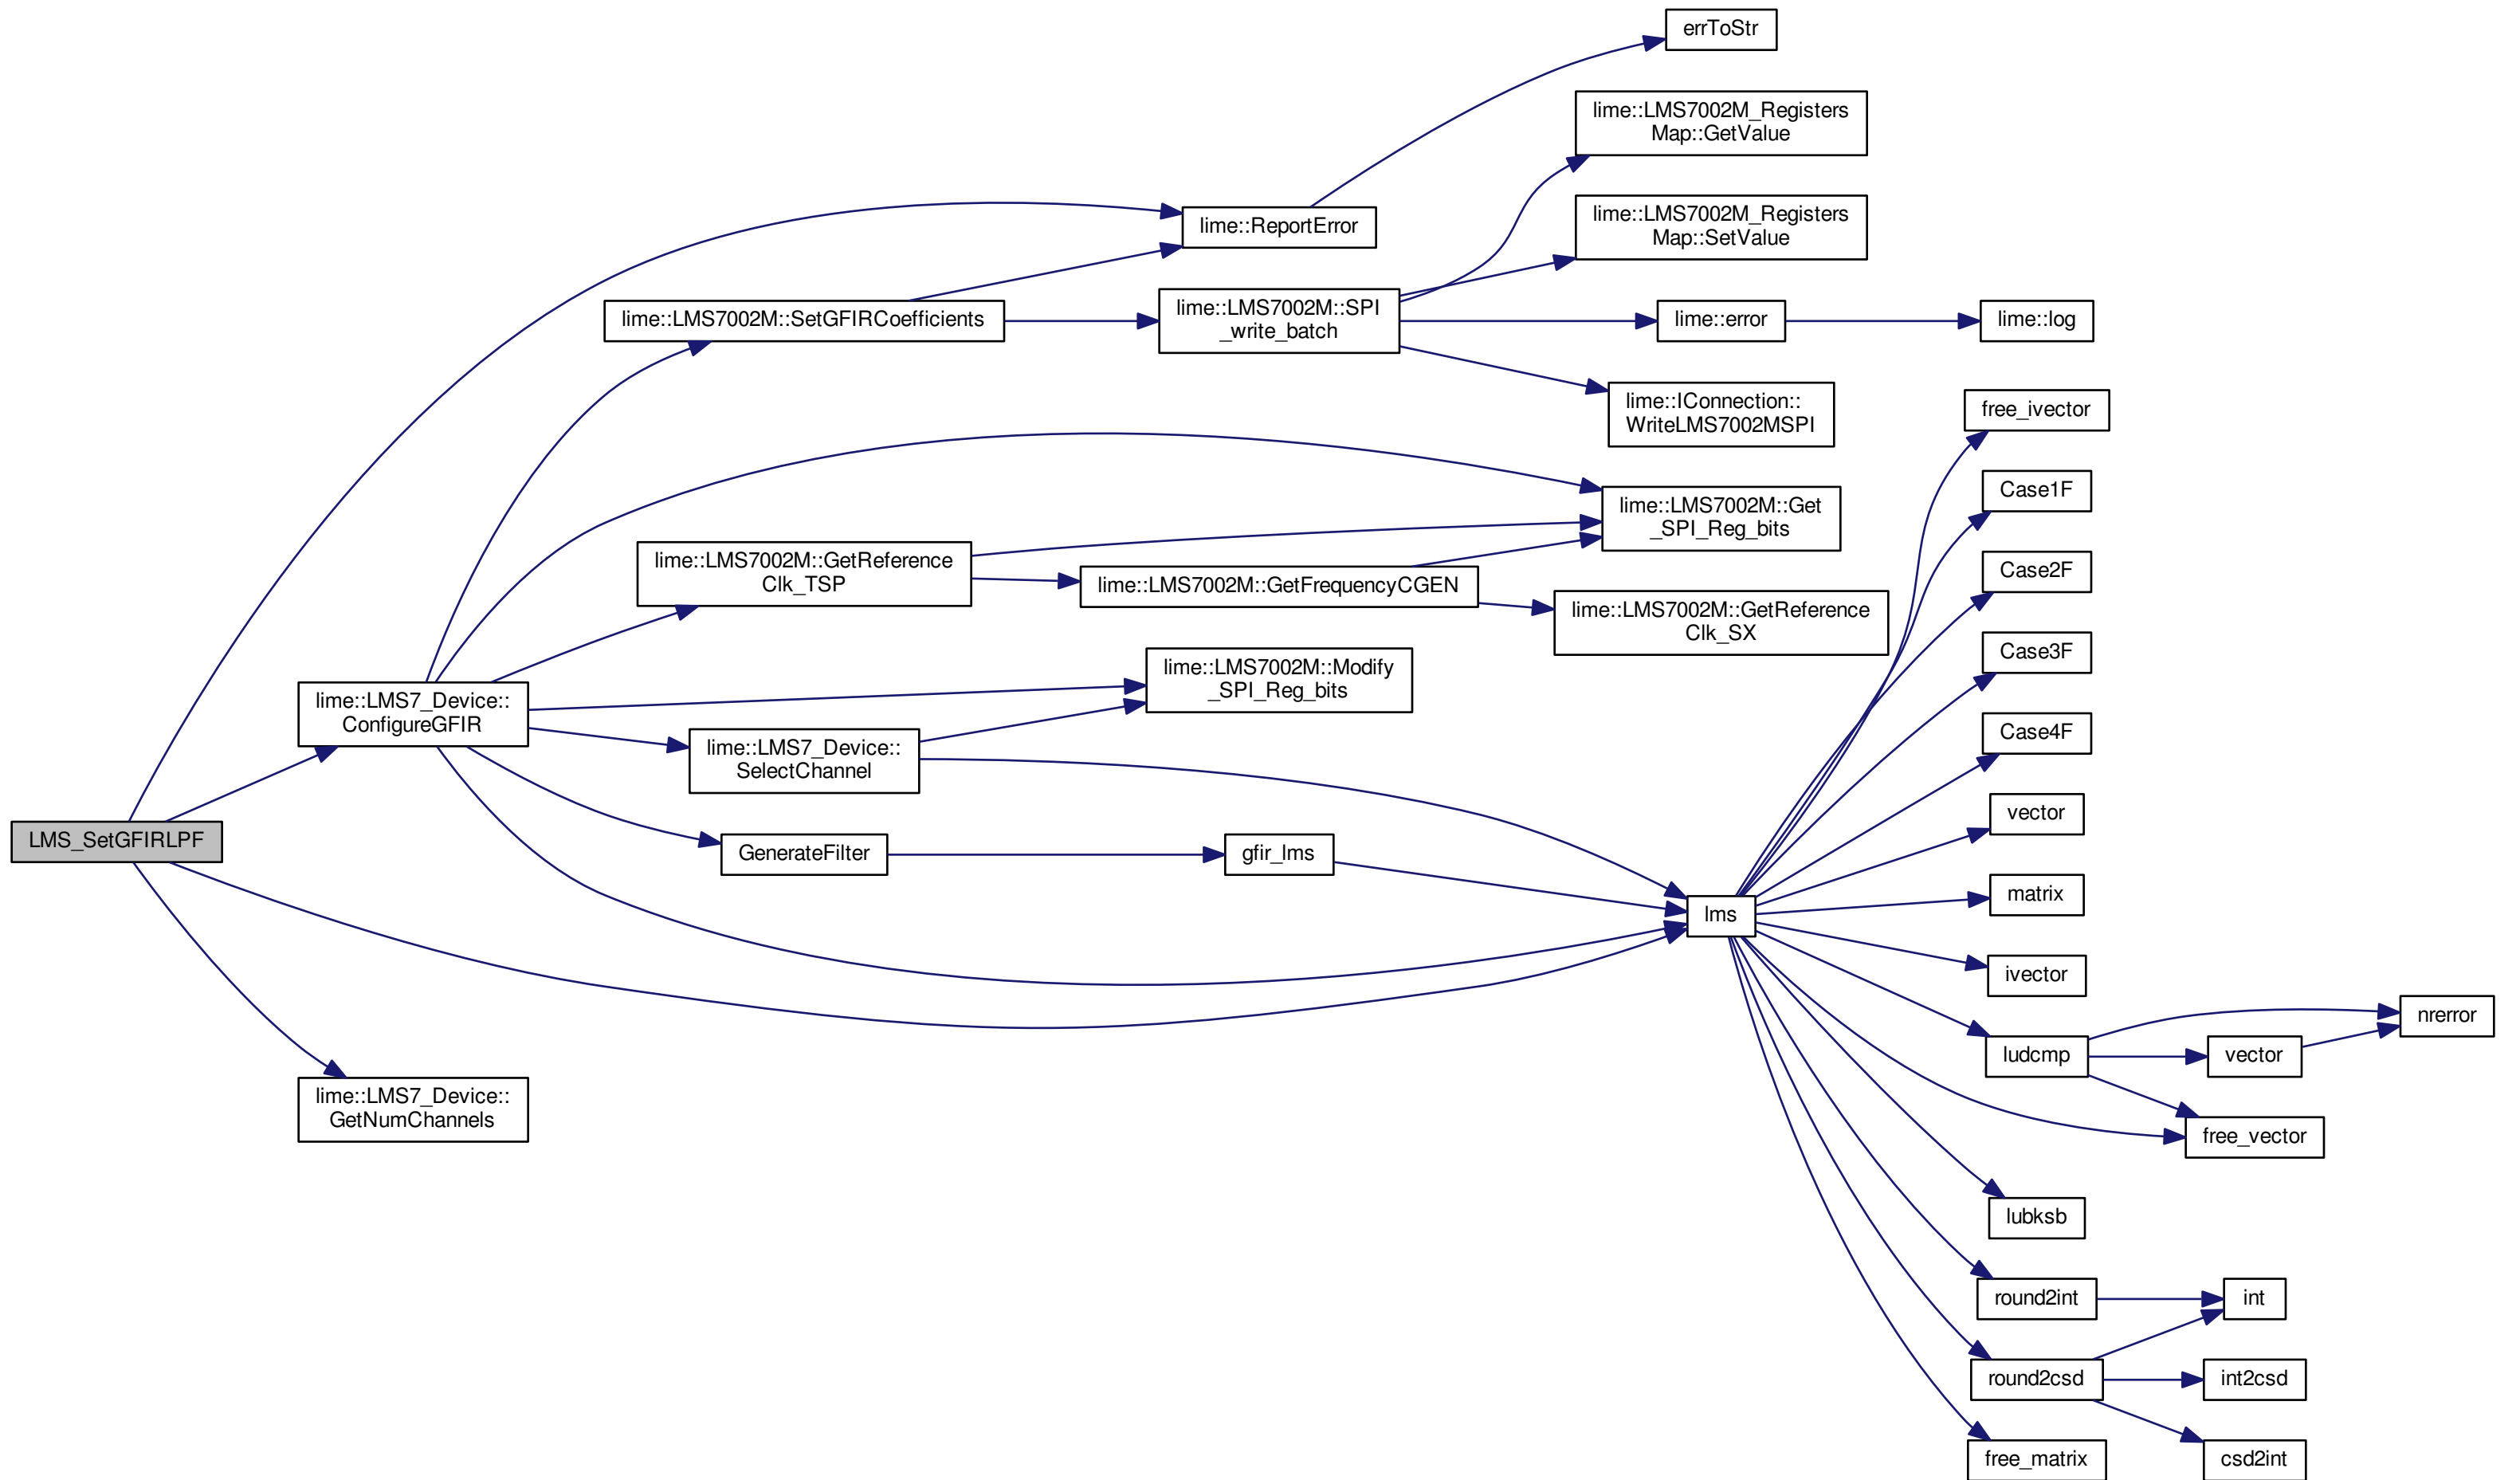 errToStr
lime::LMS7002M_Registers
Map::GetValue
lime::LMS7002M_Registers
Map::SetValue
lime::ReportError
lime::LMS7002M::SetGFIRCoefficients
lime::LMS7002M::SPI
_write_batch
lime::error
lime::log
lime::IConnection::
WriteLMS7002MSPI
free_ivector
Case1F
lime::LMS7002M::Get
_SPI_Reg_bits
lime::LMS7002M::GetReference
Clk_TSP
lime::LMS7002M::GetFrequencyCGEN
Case2F
lime::LMS7002M::GetReference
Clk_SX
Case3F
lime::LMS7002M::Modify
_SPI_Reg_bits
lime::LMS7_Device::
ConfigureGFIR
Case4F
lime::LMS7_Device::
SelectChannel
vector
LMS_SetGFIRLPF
GenerateFilter
gfir_lms
matrix
lms
ivector
nrerror
ludcmp
vector
lime::LMS7_Device::
GetNumChannels
free_vector
lubksb
round2int
int
round2csd
int2csd
free_matrix
csd2int